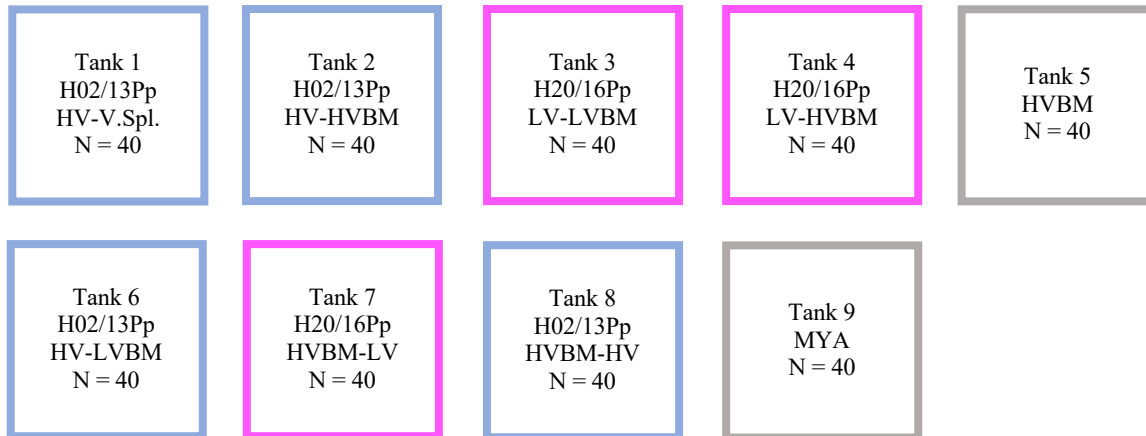 Tank 1
H02/13Pp
HV-V.Spl.
N = 40
Tank 2
H02/13Pp
HV-HVBM
N = 40
Tank 3
H20/16Pp
LV-LVBM
N = 40
Tank 4
H20/16Pp
LV-HVBM
N = 40
Tank 5
HVBM
N = 40
Tank 6
H02/13Pp
HV-LVBM
N = 40
Tank 7
H20/16Pp
HVBM-LV
N = 40
Tank 8
H02/13Pp
HVBM-HV
N = 40
Tank 9
MYA
N = 40